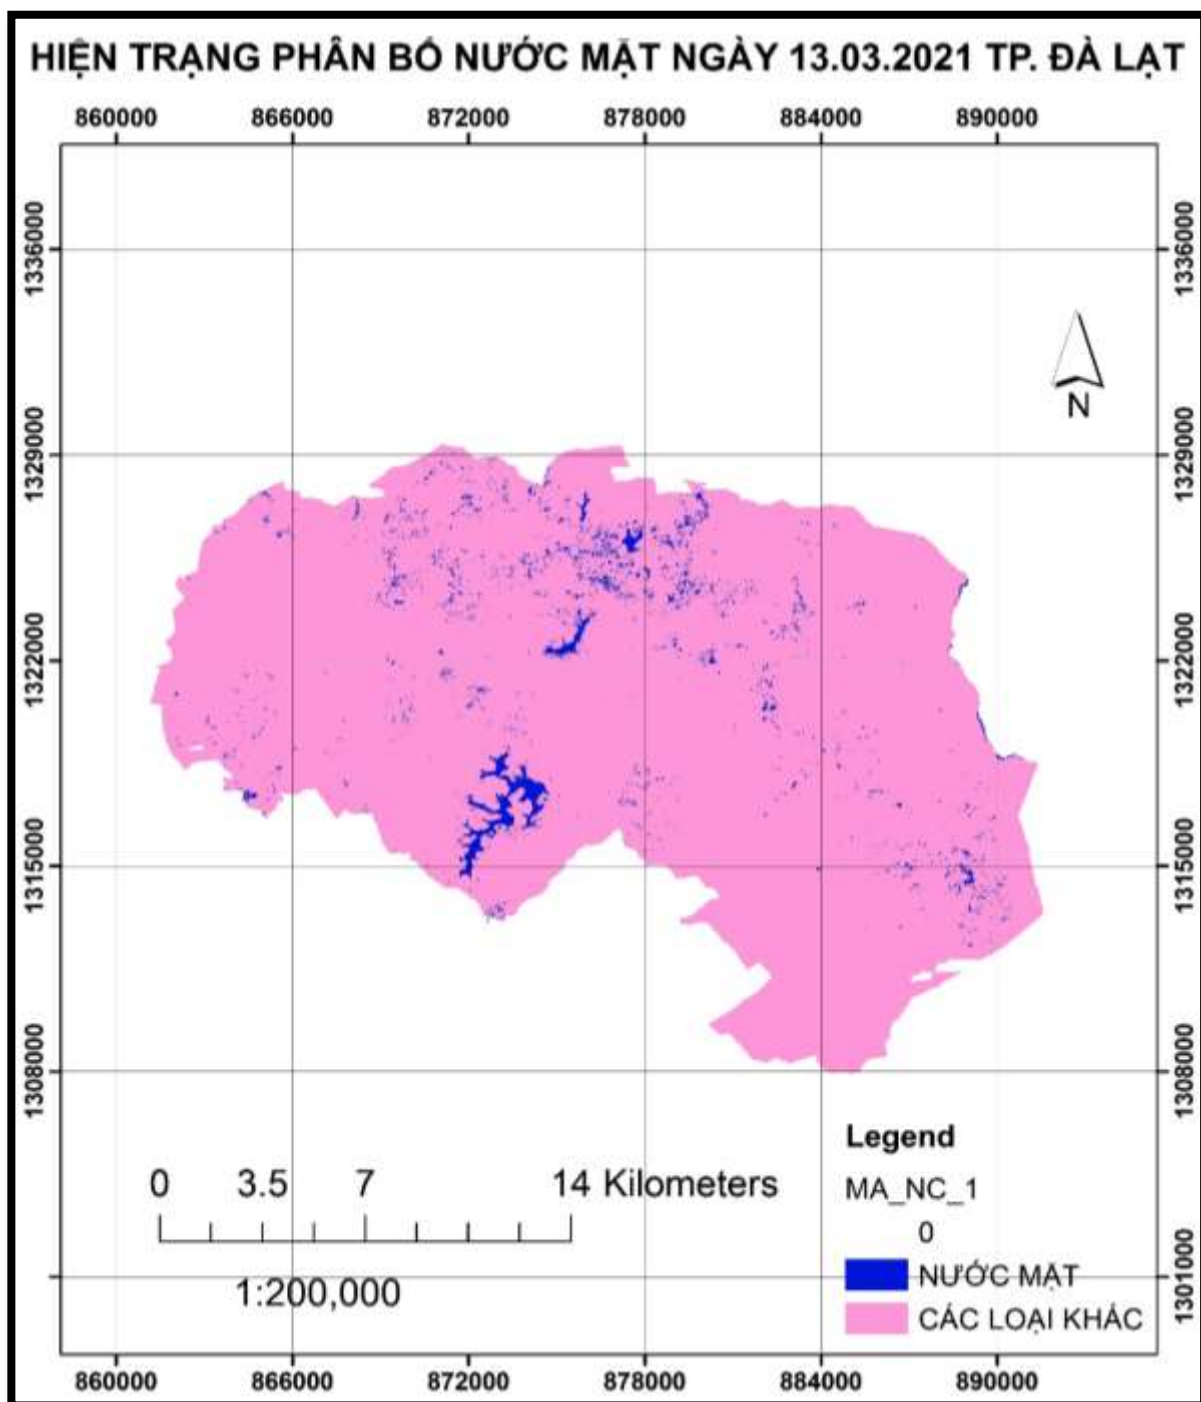 HIỆN TRẠNG PHÂN BỐ NƯỚC MẶT NGÀY 13.03.2021 TP. ĐÀ LẠT
860000 866000 872000 878000 884000 890000
1336000 1336000
N
1329000 1329000
1322000 1322000
1315000 1315000
1308000 1308000
Legend
0 3.5 7 14 Kilometers
MA_NC_1
0
NƯỚC MẶT
1301000
1:200,000
CÁC LOẠI KHÁC
860000 866000 872000 878000 884000 890000